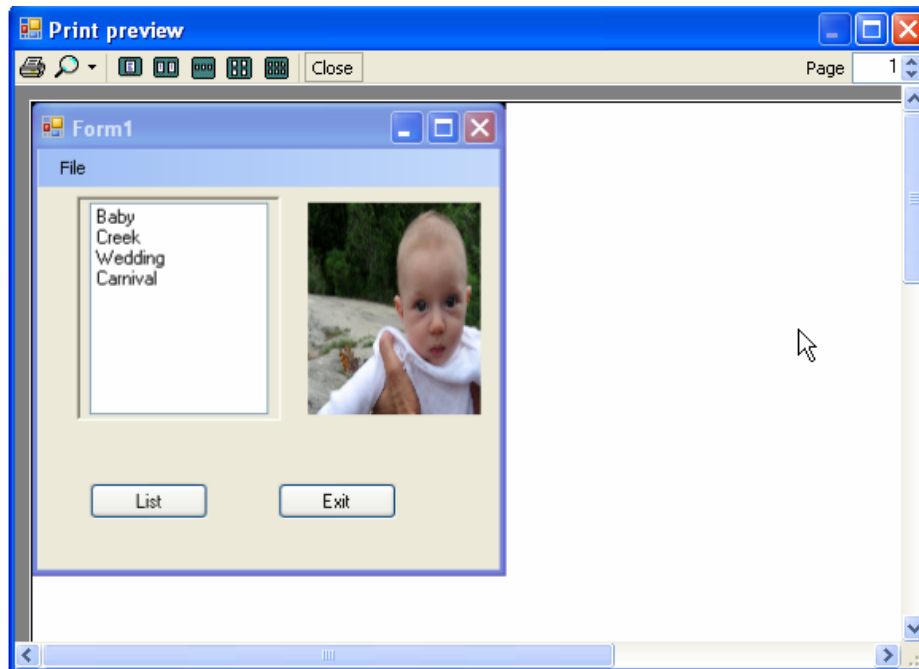 Print preview
Close
Page 1
Form1
File
Baby
Creek
Wedding
Carnival
List Exit